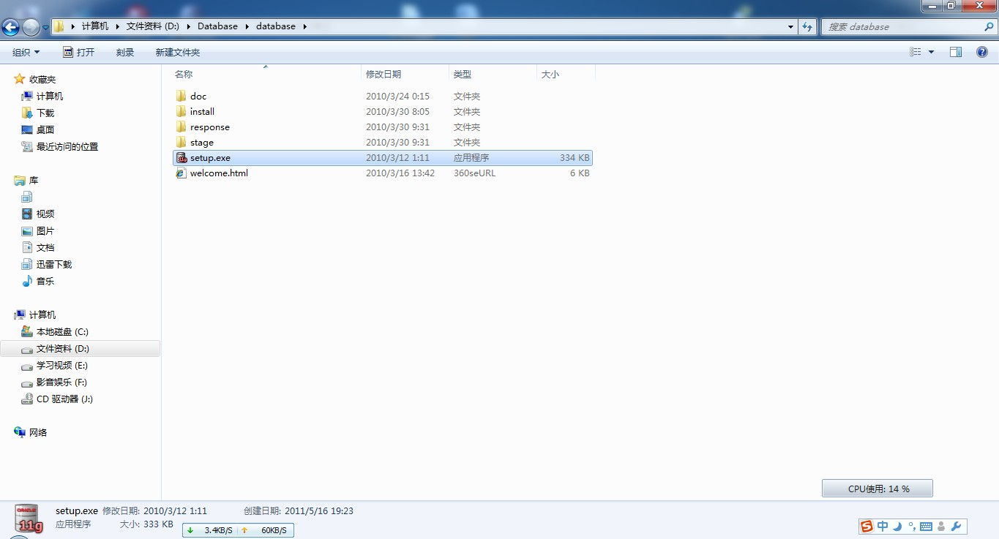 计算机 文件资料 (D:) Database database 搜索 database
组织 打开 刻录 新建文件夹
名称 修改日期 类型 大小
doc 2010/3/24 0:15 文件夹
install 2010/3/30 8:05 文件夹
response 2010/3/30 9:31 文件夹
stage 2010/3/30 9:31 文件夹
setup.exe 2010/3/12 1:11 应用程序 334 KB
welcome.html 2010/3/16 13:42 360seURL 6 KB
收藏夹
计算机
下载
桌面
最近访问的位置
库
视频
图片
文档
迅雷下载
音乐
计算机
本地磁盘 (C:)
文件资料 (D:)
学习视频 (E:)
影音娱乐 (F:)
CD 驱动器 (J:)
网络
CPU使用: 14 %
ORACLE
11g
setup.exe 修改日期: 2010/3/12 1:11 创建日期: 2011/5/16 19:23
应用程序 大小: 333 KB
3.4KB/S 60KB/S
S 中